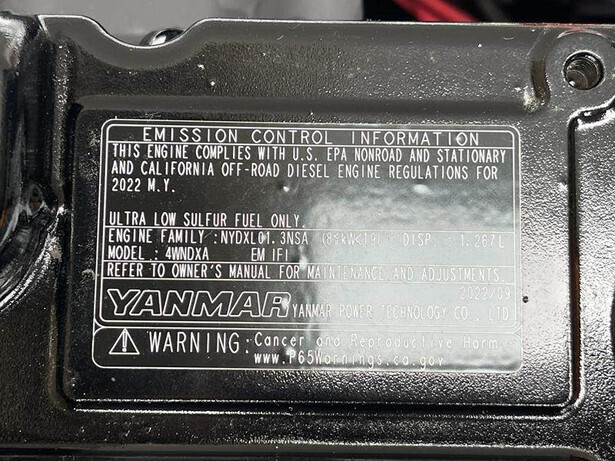 EMISSION CONTROL INFORMATION
THIS ENGINE COMPLIES WITH U.S. EPA NONROAD AND STATIONARY
AND CALIFORNIA OFF-ROAD DIESEL ENGINE REGULATIONS FOR
2022 M.Y.
ULTRA LOW SULFUR FUEL ONLY.
ENGINE FAMILY : NYDXL01.3NSA (8≤kW<19) DISP. : 1.267L
MODEL : 4WNDXA EM IFI
REFER TO OWNER'S MANUAL FOR MAINTENANCE AND ADJUSTMENTS.
2022/09
YANMAR YANMAR POWER TECHNOLOGY CO., LTD
WARNING: Cancer and Reproductive Harm
www.P65Warnings.ca.gov